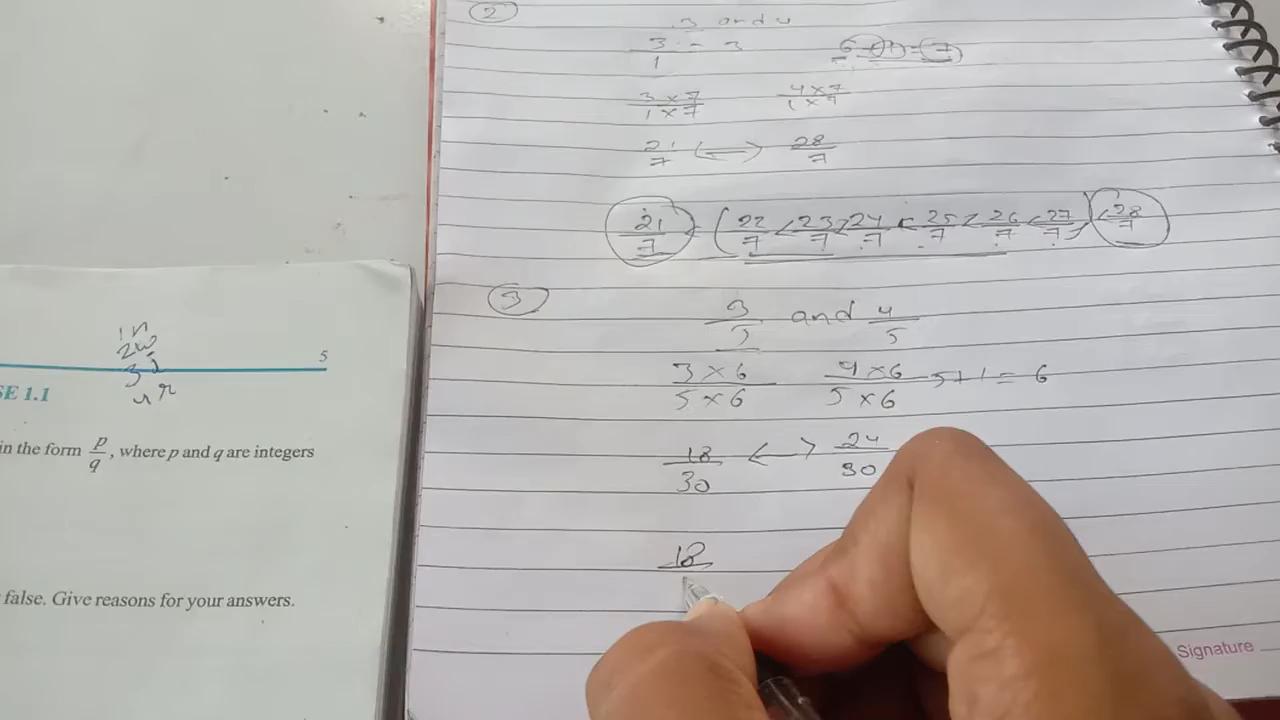 2
3 and 4
3/1 = 3
6+1=7
3×7/1×7 4×7/1×7
21/7 ↔ 28/7
21/7 < (22/7 < 23/7 < 24/7 < 25/7 < 26/7 < 27/7) < 28/7
3
3/5 and 4/5
3×6/5×6 4×6/5×6 5+1=6
18/30 <-> 24/30
18
5
SE 1.1
in the form p/q, where p and q are integers
false. Give reasons for your answers.
Signature